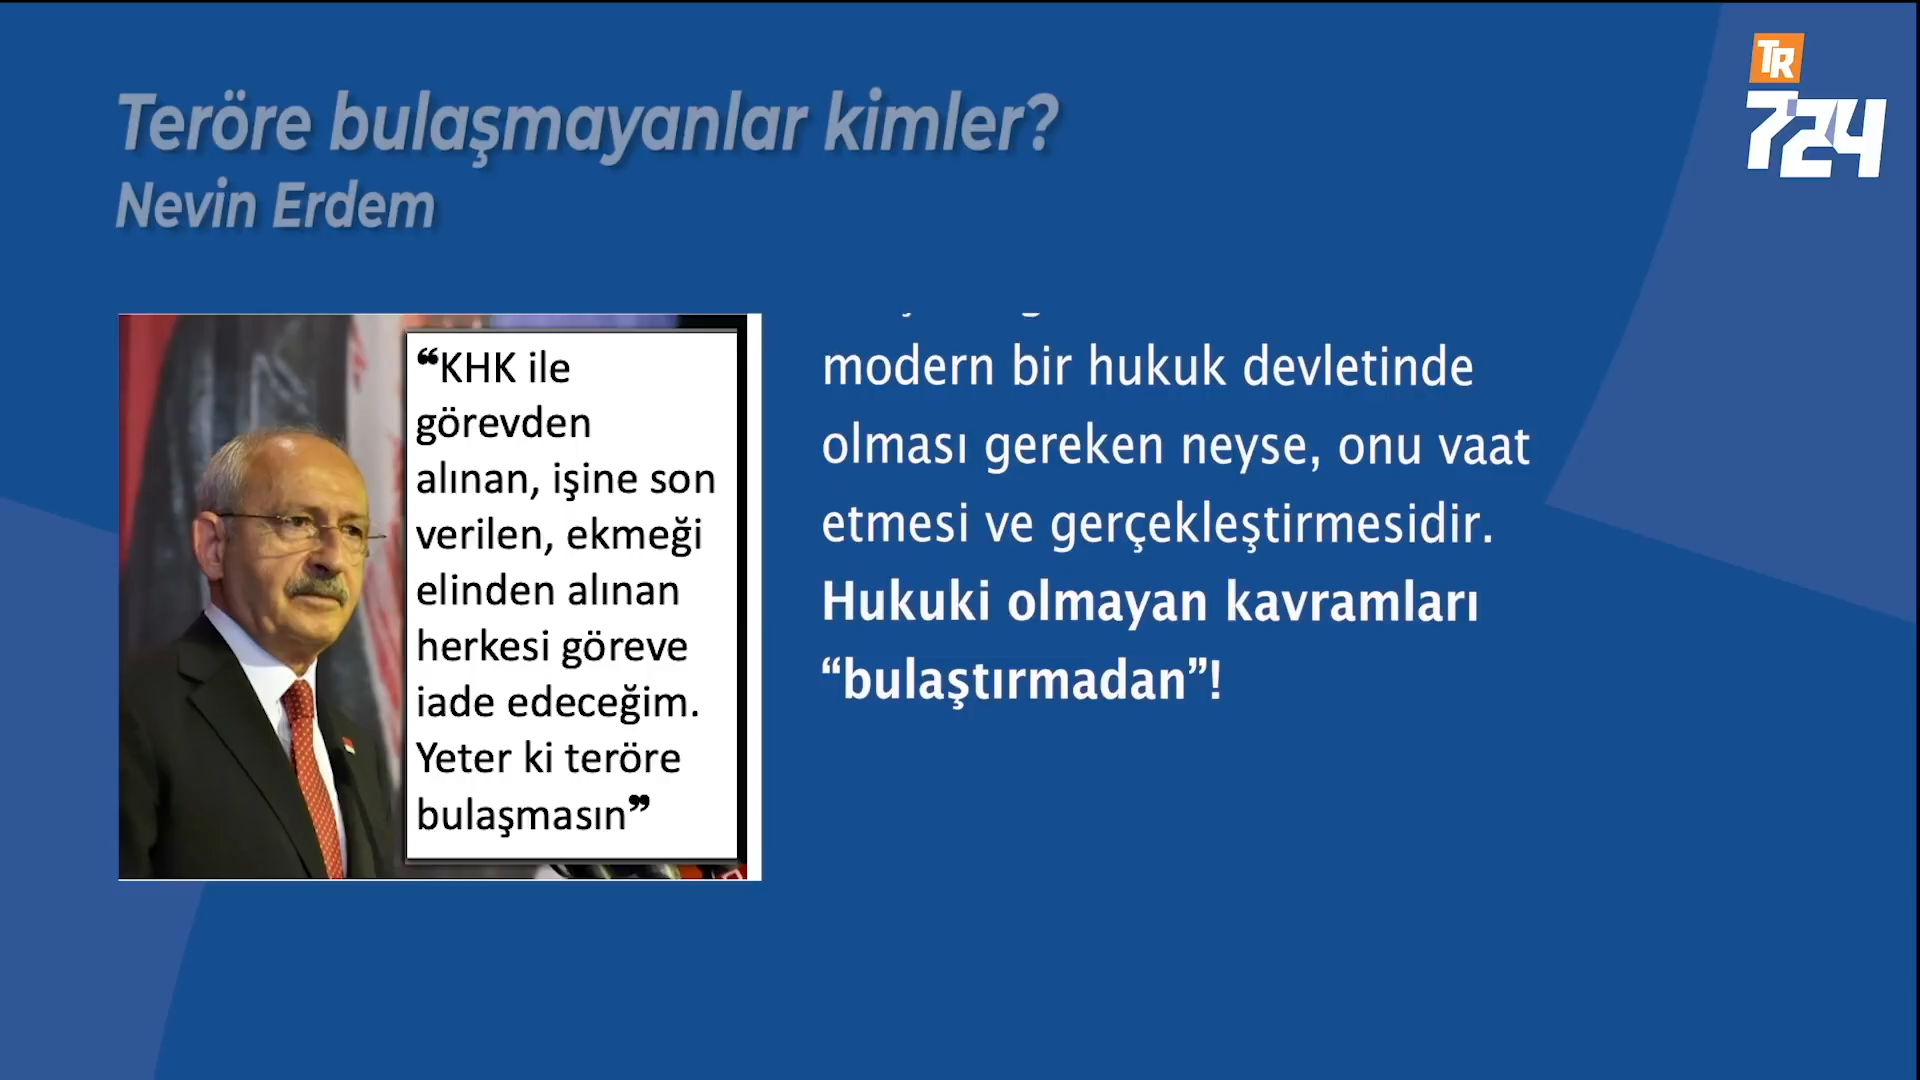 Teröre bulaşmayanlar kimler?
Nevin Erdem
TR
724
“KHK ile
görevden
alınan, işine son
verilen, ekmeği
elinden alınan
herkesi göreve
iade edeceğim.
Yeter ki teröre
bulaşmasın”
modern bir hukuk devletinde
olması gereken neyse, onu vaat
etmesi ve gerçekleştirmesidir.
Hukuki olmayan kavramları
“bulaştırmadan”!